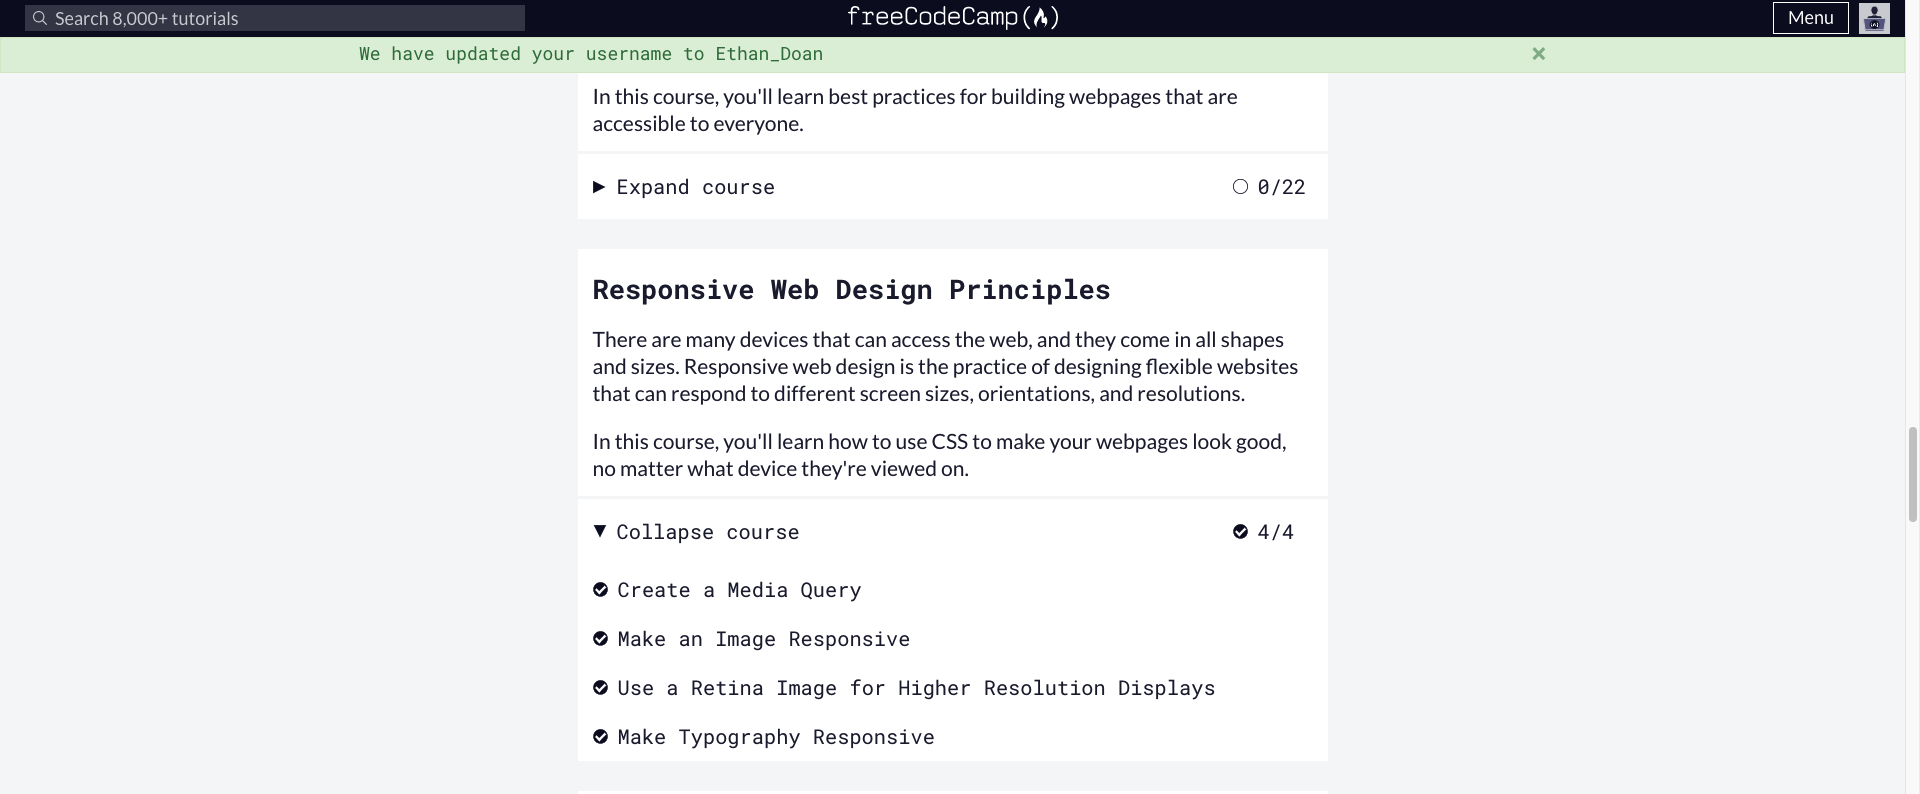 Search 8,000+ tutorials
freeCodeCamp
Menu
We have updated your username to Ethan_Doan
×
In this course, you'll learn best practices for building webpages that are
accessible to everyone.
Expand course
0/22
Responsive Web Design Principles
There are many devices that can access the web, and they come in all shapes
and sizes. Responsive web design is the practice of designing flexible websites
that can respond to different screen sizes, orientations, and resolutions.
In this course, you'll learn how to use CSS to make your webpages look good,
no matter what device they're viewed on.
Collapse course
4/4
Create a Media Query
Make an Image Responsive
Use a Retina Image for Higher Resolution Displays
Make Typography Responsive